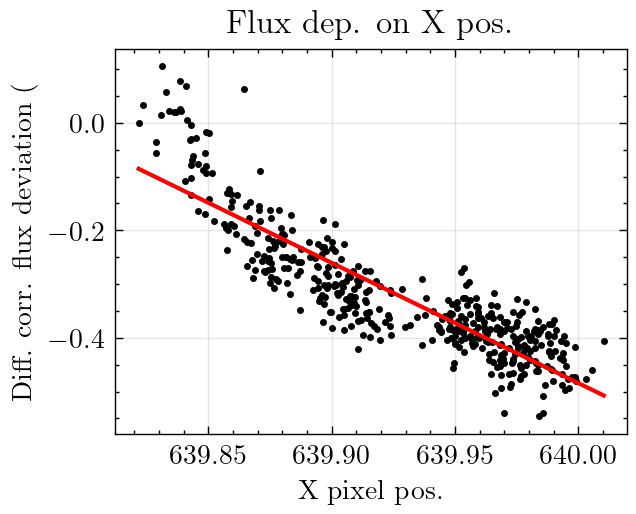 Flux dep. on X pos.
Diff. corr. flux deviation (
0.0
−0.2
−0.4
639.85 639.90 639.95 640.00
X pixel pos.